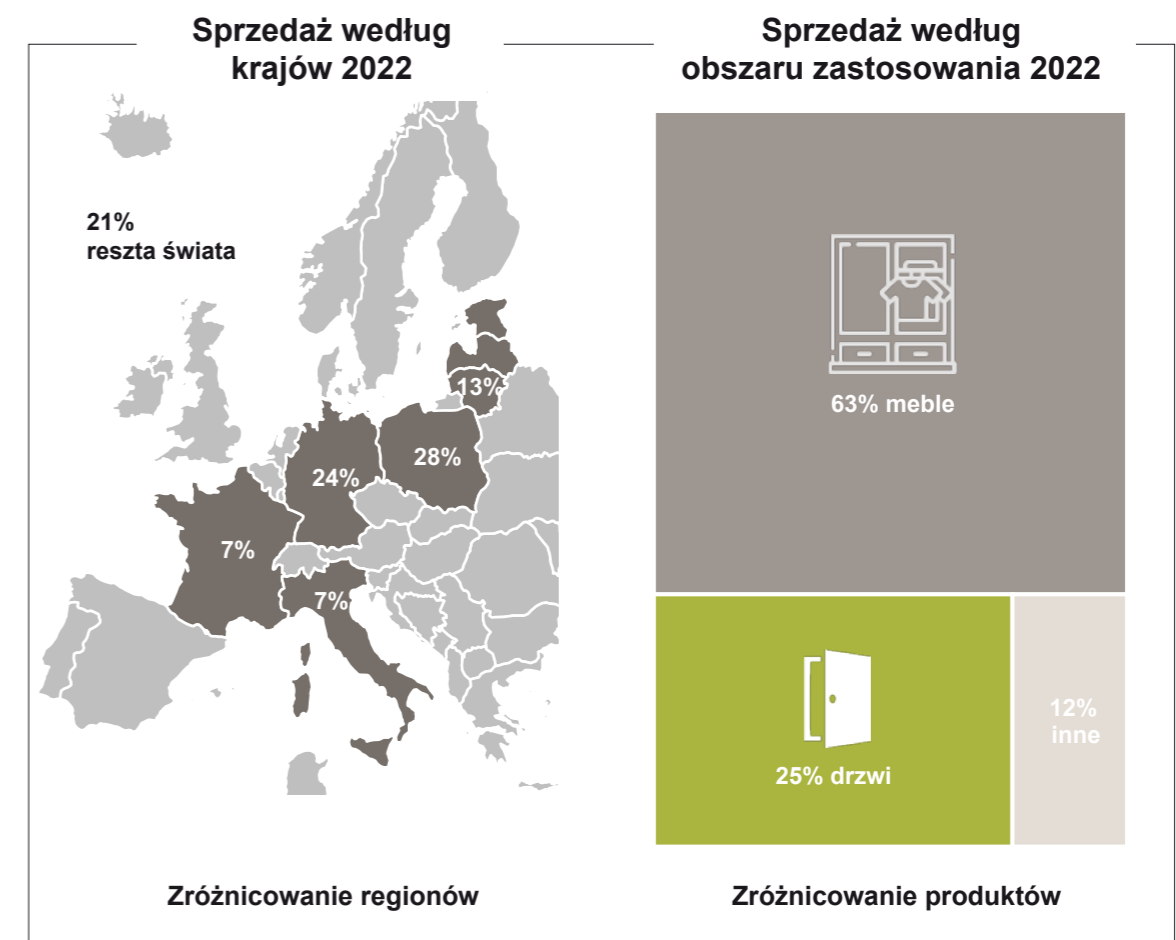 Sprzedaż według
krajów 2022
21%
reszta świata
13%
28%
24%
7%
7%
Zróżnicowanie regionów
Sprzedaż według
obszaru zastosowania 2022
63% meble
25% drzwi
12%
inne
Zróżnicowanie produktów